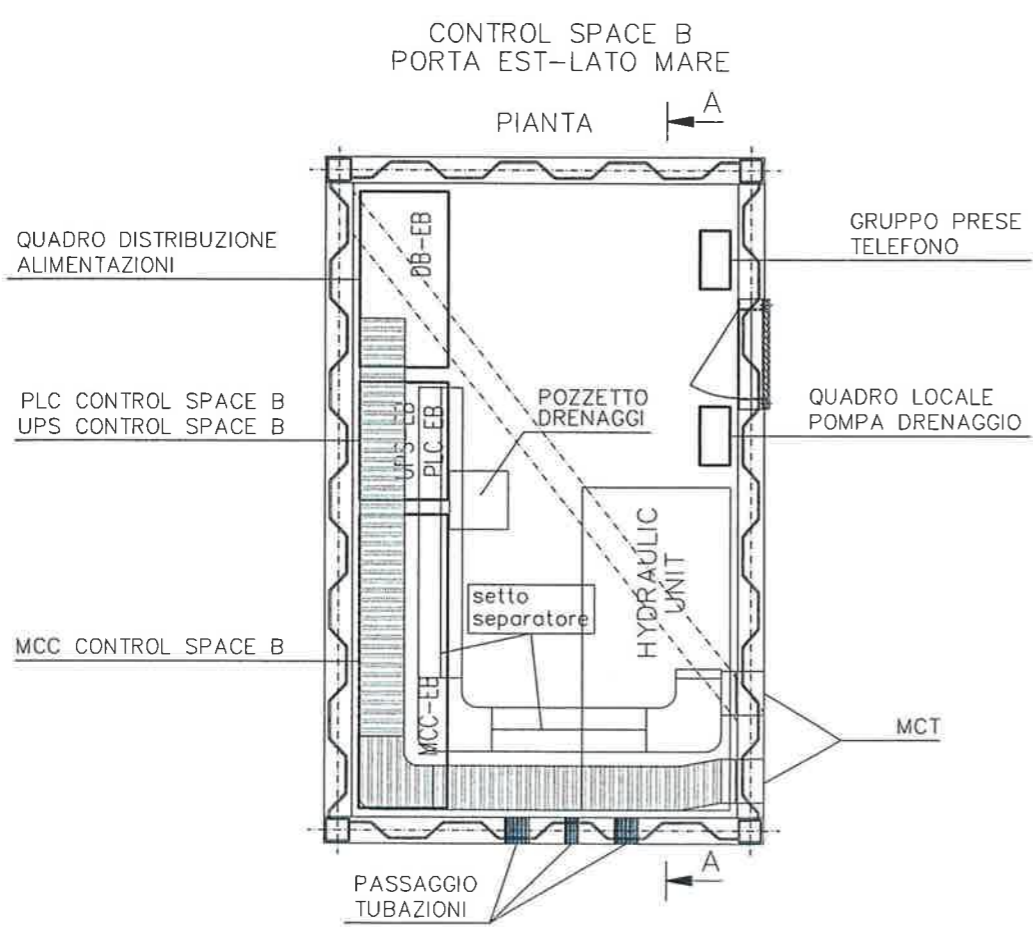 CONTROL SPACE B
PORTA EST-LATO MARE
A
PIANTA
QUADRO DISTRIBUZIONE
ALIMENTAZIONI
DB-EB
GRUPPO PRESE
TELEFONO
PLC CONTROL SPACE B
UPS CONTROL SPACE B
UPS-EB
PLC-EB
POZZETTO
DRENAGGI
QUADRO LOCALE
POMPA DRENAGGIO
HYDRAULIC
UNIT
setto
separatore
MCC CONTROL SPACE B
MCC-EB
MCT
A
PASSAGGIO
TUBAZIONI